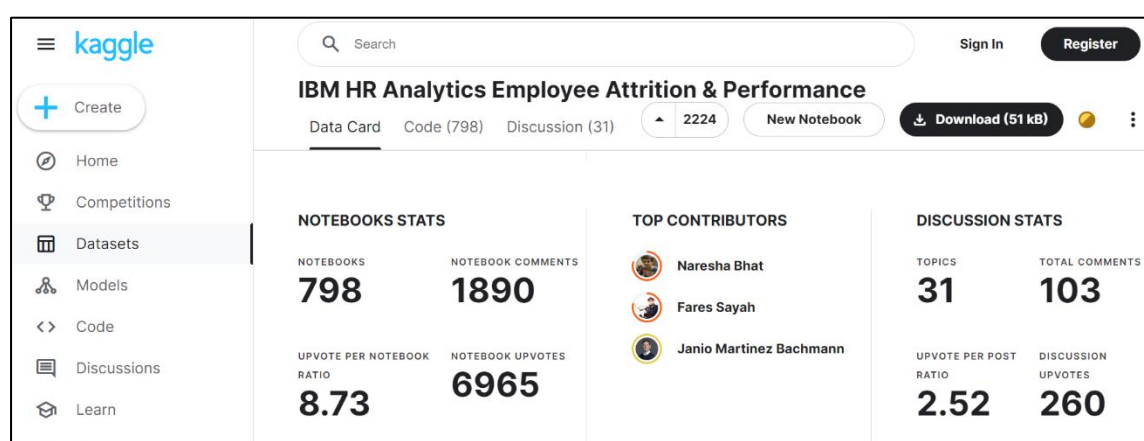 kaggle
Search
Sign In
Register
Create
IBM HR Analytics Employee Attrition & Performance
Data Card
Code (798)
Discussion (31)
2224
New Notebook
Download (51 kB)
Home
Competitions
Datasets
Models
Code
Discussions
Learn
NOTEBOOKS STATS
NOTEBOOKS
798
NOTEBOOK COMMENTS
1890
UPVOTE PER NOTEBOOK
RATIO
8.73
NOTEBOOK UPVOTES
6965
TOP CONTRIBUTORS
Naresha Bhat
Fares Sayah
Janio Martinez Bachmann
DISCUSSION STATS
TOPICS
31
TOTAL COMMENTS
103
UPVOTE PER POST
RATIO
2.52
DISCUSSION
UPVOTES
260